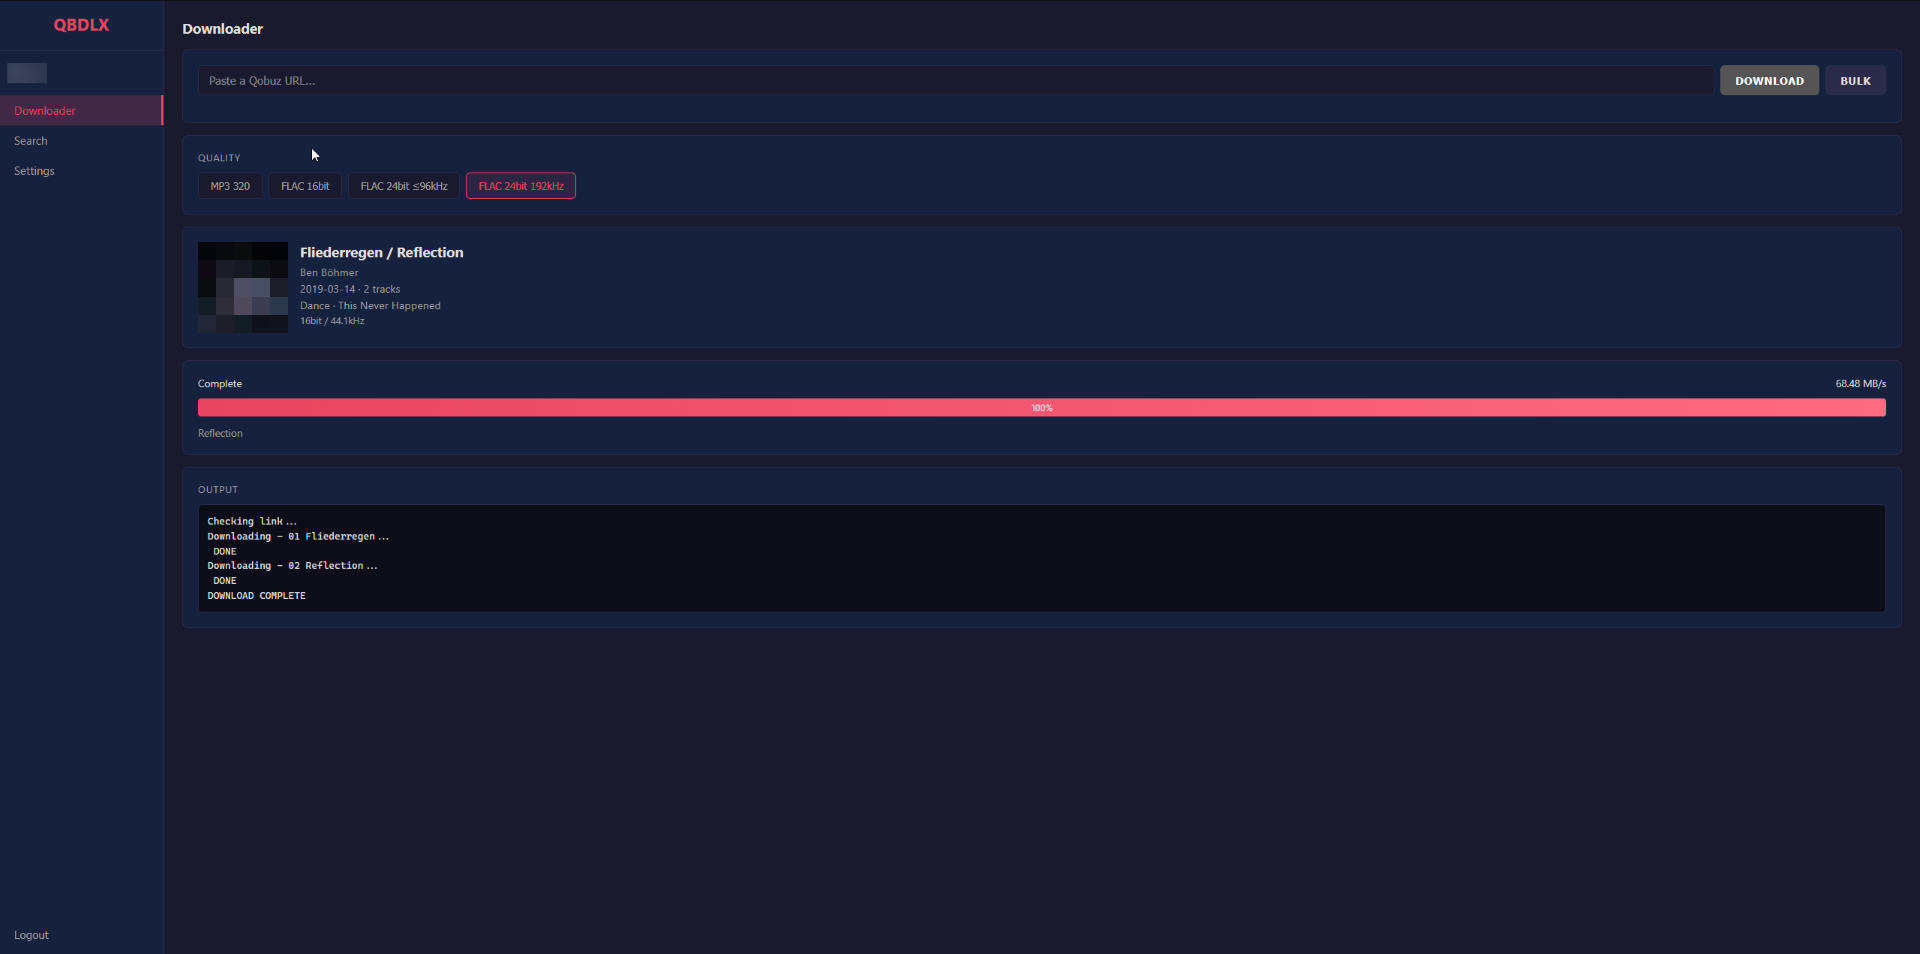 QBDLX
Downloader
Search
Settings
Logout
Downloader
Paste a Qobuz URL...
DOWNLOAD
BULK
QUALITY
MP3 320
FLAC 16bit
FLAC 24bit ≤96kHz
FLAC 24bit 192kHz
Fliederregen / Reflection
Ben Böhmer
2019-03-14 · 2 tracks
Dance · This Never Happened
16bit / 44.1kHz
Complete
68.48 MB/s
100%
Reflection
OUTPUT
Checking link...
Downloading – 01 Fliederregen...
DONE
Downloading – 02 Reflection...
DONE
DOWNLOAD COMPLETE